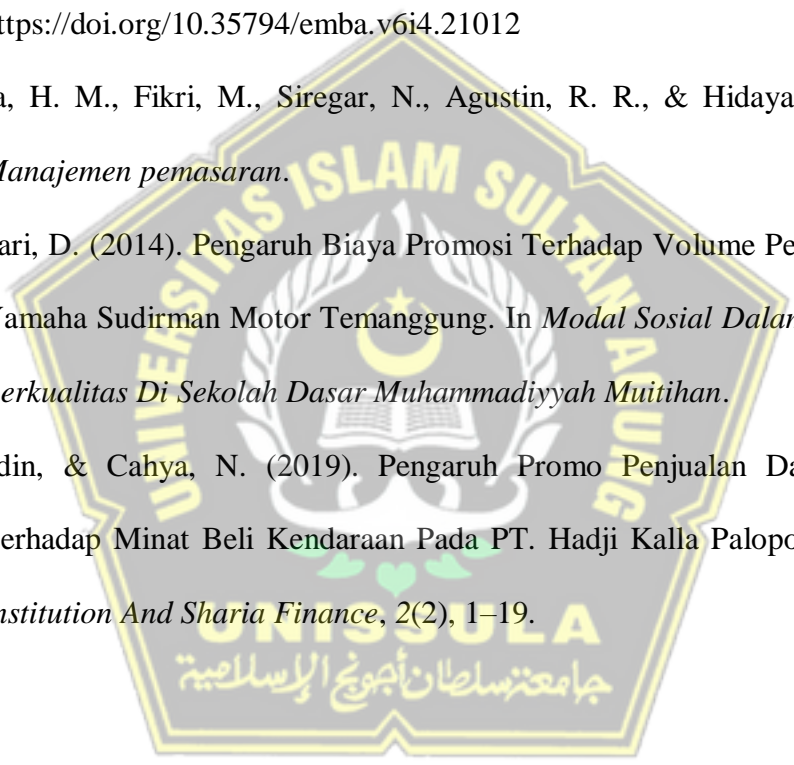 ttps://doi.org/10.35794/emba.v6i4.21012
a, H. M., Fikri, M., Siregar, N., Agustin, R. R., & Hidaya
Manajemen pemasaran.
ari, D. (2014). Pengaruh Biaya Promosi Terhadap Volume Pe
Yamaha Sudirman Motor Temanggung. In Modal Sosial Dalam
erkualitas Di Sekolah Dasar Muhammadiyyah Muitihan.
din, & Cahya, N. (2019). Pengaruh Promo Penjualan Da
erhadap Minat Beli Kendaraan Pada PT. Hadji Kalla Palopo
nstitution And Sharia Finance, 2(2), 1–19.
UNIVERSITAS ISLAM SULTAN AGUNG
UNISSULA
جامعترسلطان أجونج الإسلامية